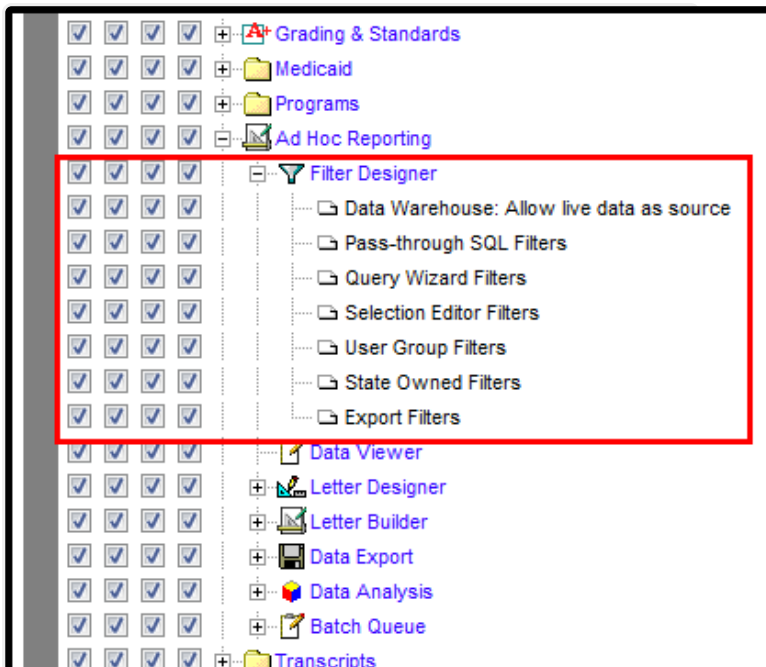 A+ Grading & Standards
Medicaid
Programs
Ad Hoc Reporting
Filter Designer
Data Warehouse: Allow live data as source
Pass-through SQL Filters
Query Wizard Filters
Selection Editor Filters
User Group Filters
State Owned Filters
Export Filters
Data Viewer
Letter Designer
Letter Builder
Data Export
Data Analysis
Batch Queue
Transcripts